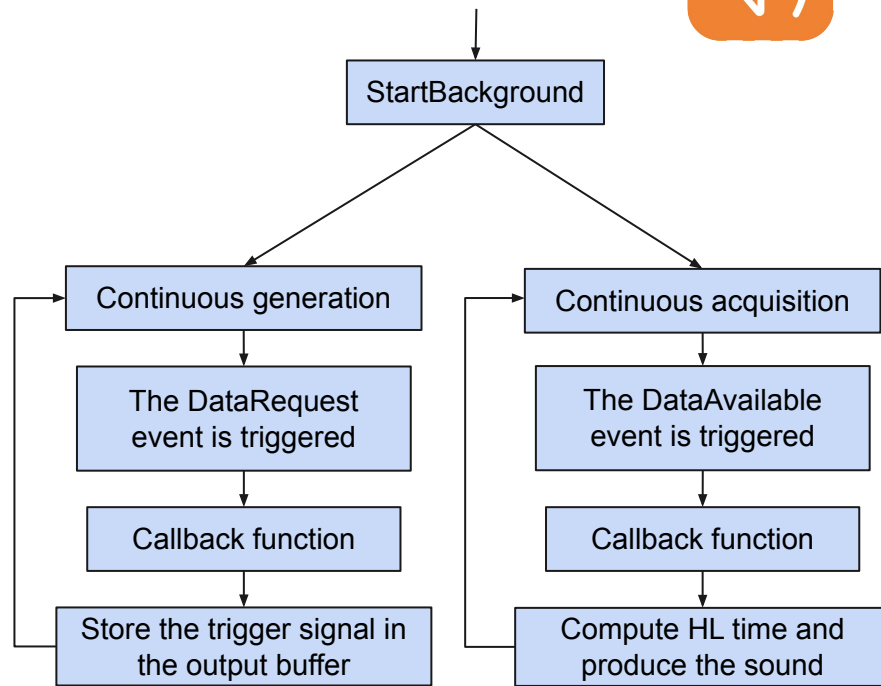 StartBackground
Continuous generation
The DataRequest
event is triggered
Callback function
Store the trigger signal in
the output buffer
Continuous acquisition
The DataAvailable
event is triggered
Callback function
Compute HL time and
produce the sound